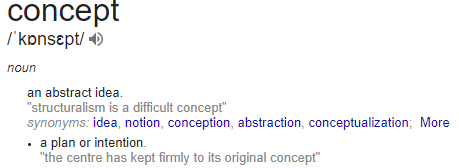 concept
/ˈkɒnsɛpt/
noun
an abstract idea.
"structuralism is a difficult concept"
synonyms: idea, notion, conception, abstraction, conceptualization; More
• a plan or intention.
"the centre has kept firmly to its original concept"